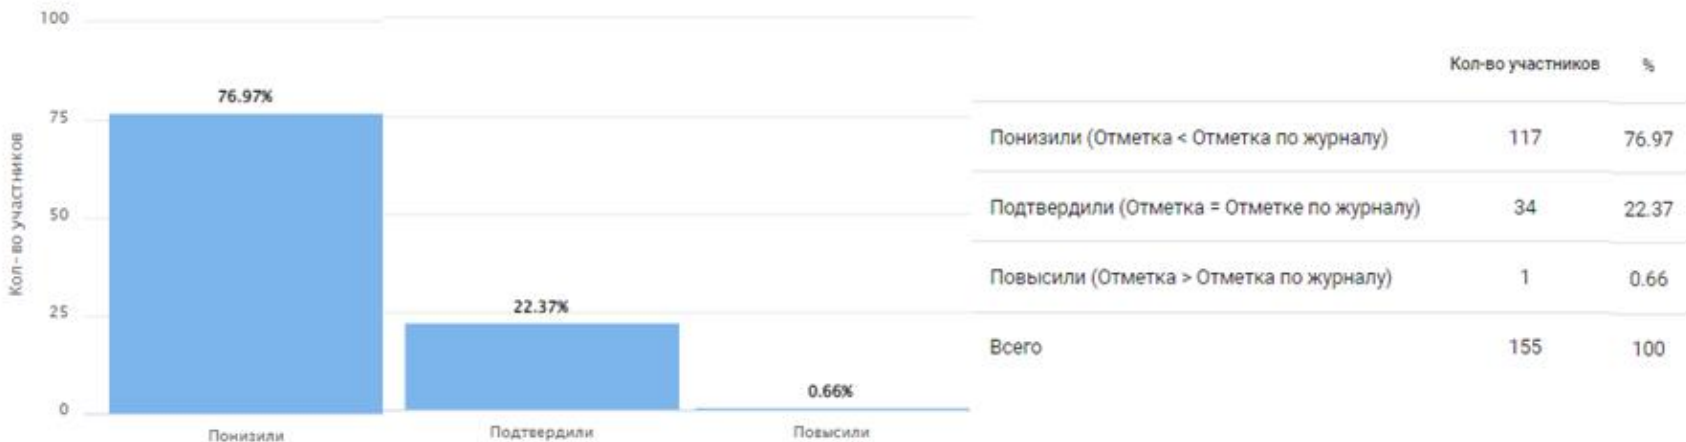 100
75
50
25
0
Кол-во участников
76.97%
22.37%
0.66%
Понизили
Подтвердили
Повысили
Кол-во участников %
Понизили (Отметка < Отметка по журналу) 117 76.97
Подтвердили (Отметка = Отметке по журналу) 34 22.37
Повысили (Отметка > Отметка по журналу) 1 0.66
Всего 155 100